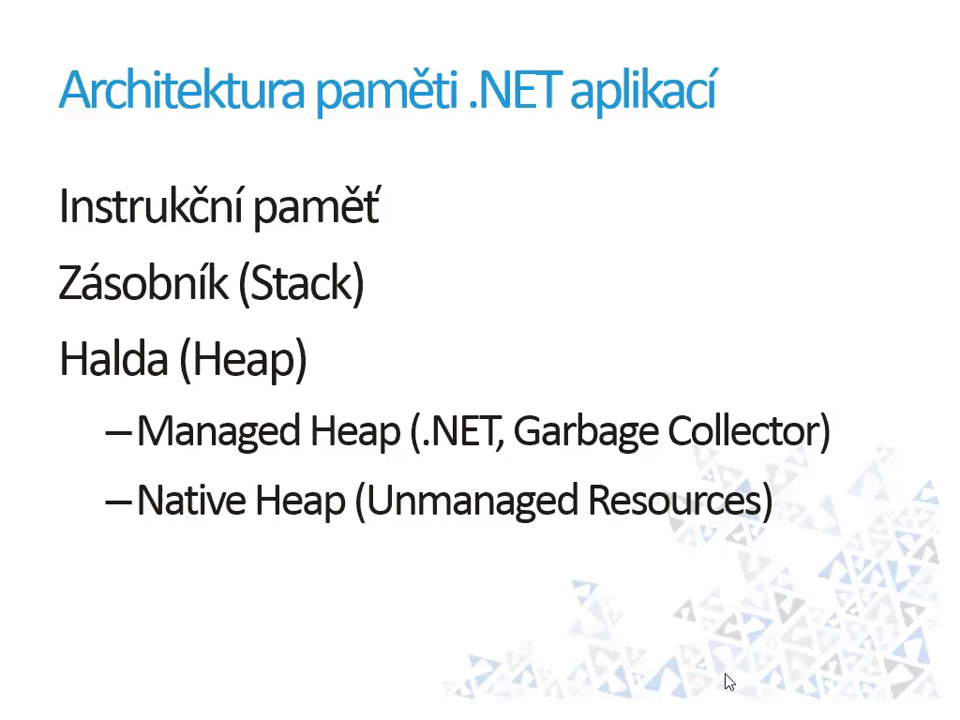 Architektura paměti .NET aplikací
Instrukční paměť
Zásobník (Stack)
Halda (Heap)
–Managed Heap (.NET, Garbage Collector)
–Native Heap (Unmanaged Resources)